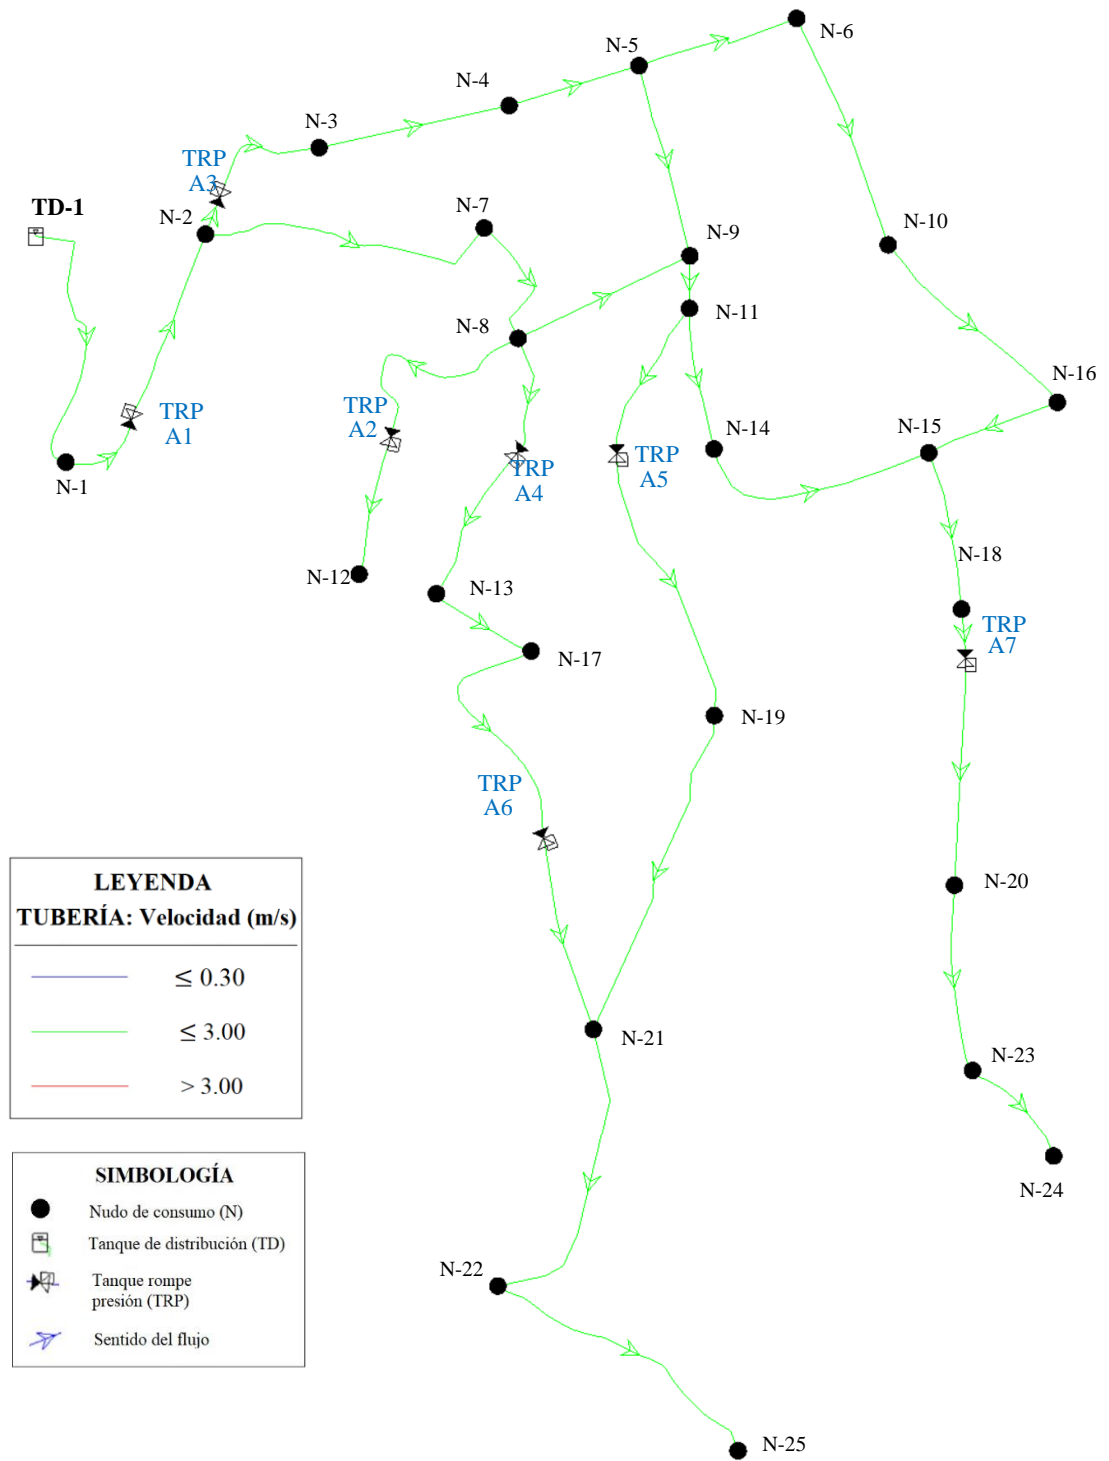 N-6
N-5
N-4
N-3
TRP
A3
TD-1
N-2
N-7
N-10
N-9
N-11
N-8
N-16
TRP
A2
TRP
A1
N-14
N-15
TRP
A4
TRP
A5
N-1
N-18
N-12
N-13
TRP
A7
N-17
N-19
TRP
A6
N-20
LEYENDA
TUBERÍA: Velocidad (m/s)
≤ 0.30
≤ 3.00
> 3.00
N-21
N-23
SIMBOLOGÍA
Nudo de consumo (N)
Tanque de distribución (TD)
Tanque rompe
presión (TRP)
Sentido del flujo
N-24
N-22
N-25